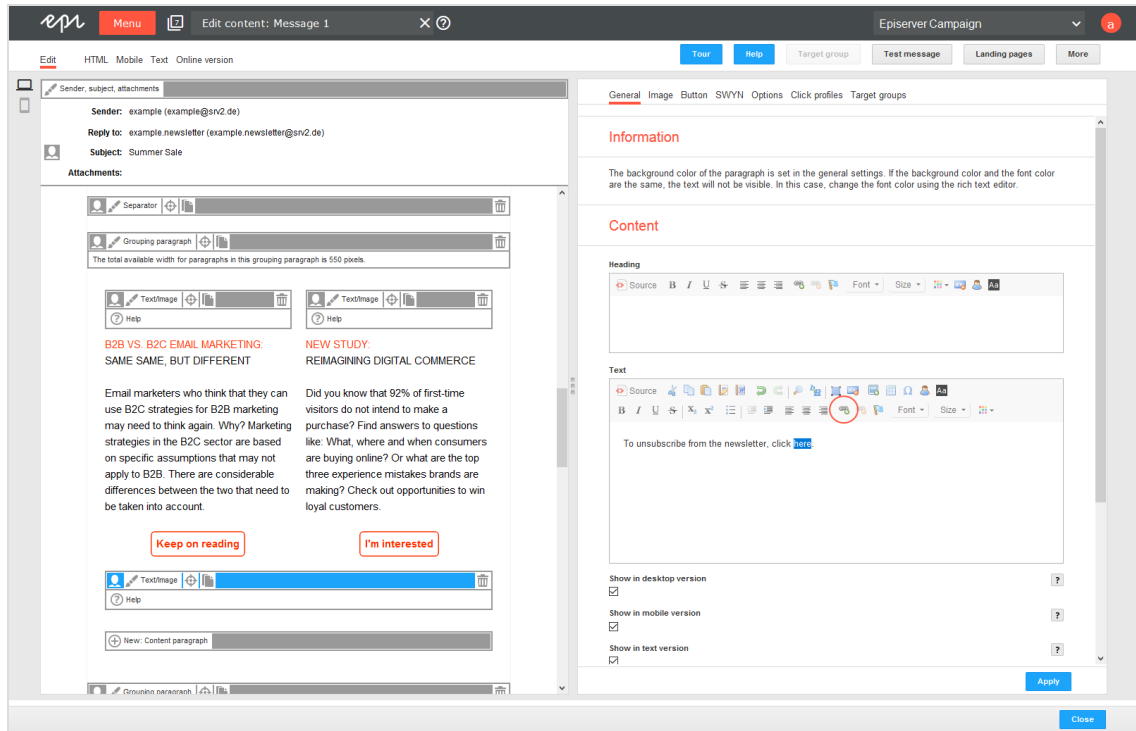 epi Menu 7 Edit content: Message 1 Episerver Campaign a
Edit HTML Mobile Text Online version Tour Help Target group Test message Landing pages More
Sender, subject, attachments
Sender: example (example@srv2.de)
Reply to: example.newsletter (example.newsletter@srv2.de)
Subject: Summer Sale
Attachments:
Separator
Grouping paragraph
The total available width for paragraphs in this grouping paragraph is 550 pixels.
Text/Image
Help
B2B VS. B2C EMAIL MARKETING:
SAME SAME, BUT DIFFERENT
Email marketers who think that they can
use B2C strategies for B2B marketing
may need to think again. Why? Marketing
strategies in the B2C sector are based
on specific assumptions that may not
apply to B2B. There are considerable
differences between the two that need to
be taken into account.
Keep on reading
Text/Image
Help
NEW STUDY:
REIMAGINING DIGITAL COMMERCE
Did you know that 92% of first-time
visitors do not intend to make a
purchase? Find answers to questions
like: What, where and when consumers
are buying online? Or what are the top
three experience mistakes brands are
making? Check out opportunities to win
loyal customers.
I'm interested
Text/Image
Help
New: Content paragraph
Grouping paragraph
General Image Button SWYN Options Click profiles Target groups
Information
The background color of the paragraph is set in the general settings. If the background color and the font color
are the same, the text will not be visible. In this case, change the font color using the rich text editor.
Content
Heading
Source B I U S Font Size Aa
Text
Source Ω Aa
B I U S X₂ X² Font Size
To unsubscribe from the newsletter, click here.
Show in desktop version ?
Show in mobile version ?
Show in text version ?
Apply
Close